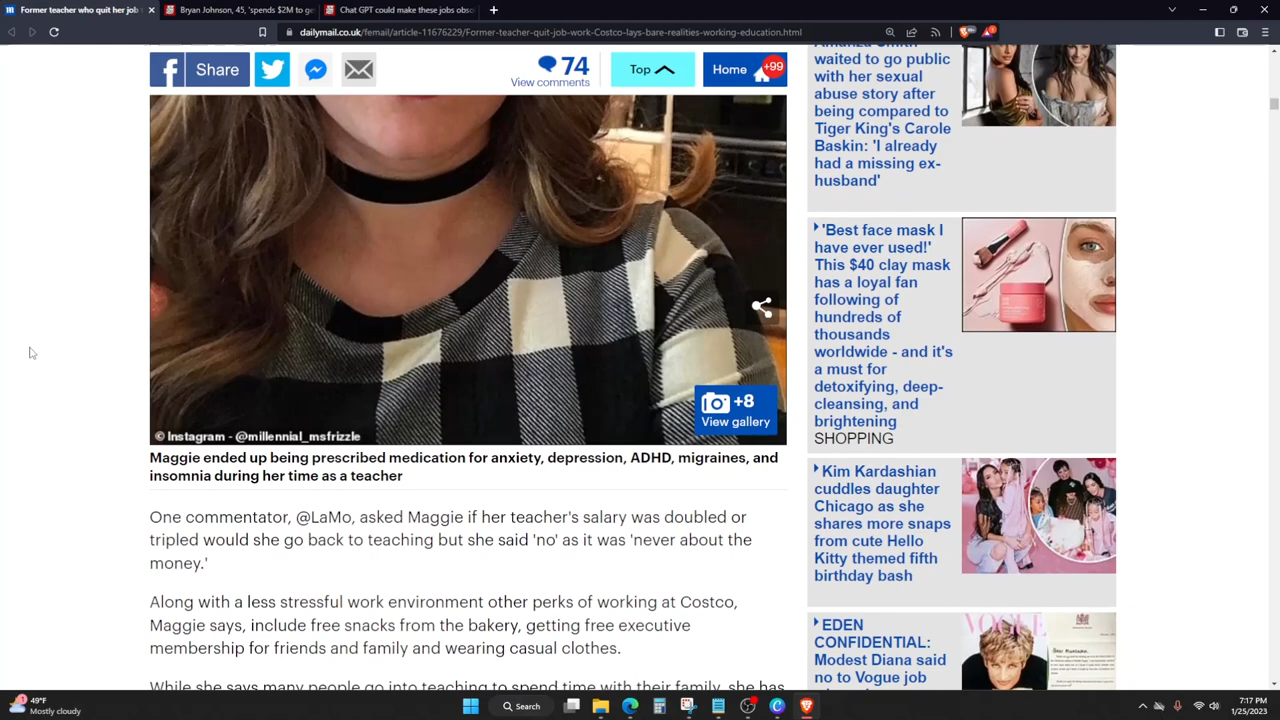 Former teacher who quit her job
Bryan Johnson, 45, 'spends $2M to ge
Chat GPT could make these jobs obso
dailymail.co.uk/femail/article-11676229/Former-teacher-quit-job-work-Costco-lays-bare-realities-working-education.html
Share
74
View comments
Top
Home
+99
+8
View gallery
© Instagram - @millennial_msfrizzle
Maggie ended up being prescribed medication for anxiety, depression, ADHD, migraines, and
insomnia during her time as a teacher
One commentator, @LaMo, asked Maggie if her teacher's salary was doubled or
tripled would she go back to teaching but she said 'no' as it was 'never about the
money.'
Along with a less stressful work environment other perks of working at Costco,
Maggie says, include free snacks from the bakery, getting free executive
membership for friends and family and wearing casual clothes.
waited to go public
with her sexual
abuse story after
being compared to
Tiger King's Carole
Baskin: 'I already
had a missing ex-
husband'
'Best face mask I
have ever used!'
This $40 clay mask
has a loyal fan
following of
hundreds of
thousands
worldwide - and it's
a must for
detoxifying, deep-
cleansing, and
brightening
SHOPPING
Kim Kardashian
cuddles daughter
Chicago as she
shares more snaps
from cute Hello
Kitty themed fifth
birthday bash
EDEN
CONFIDENTIAL:
Modest Diana said
no to Vogue job
VOGUE
49°F
Mostly cloudy
Search
7:17 PM
1/25/2023